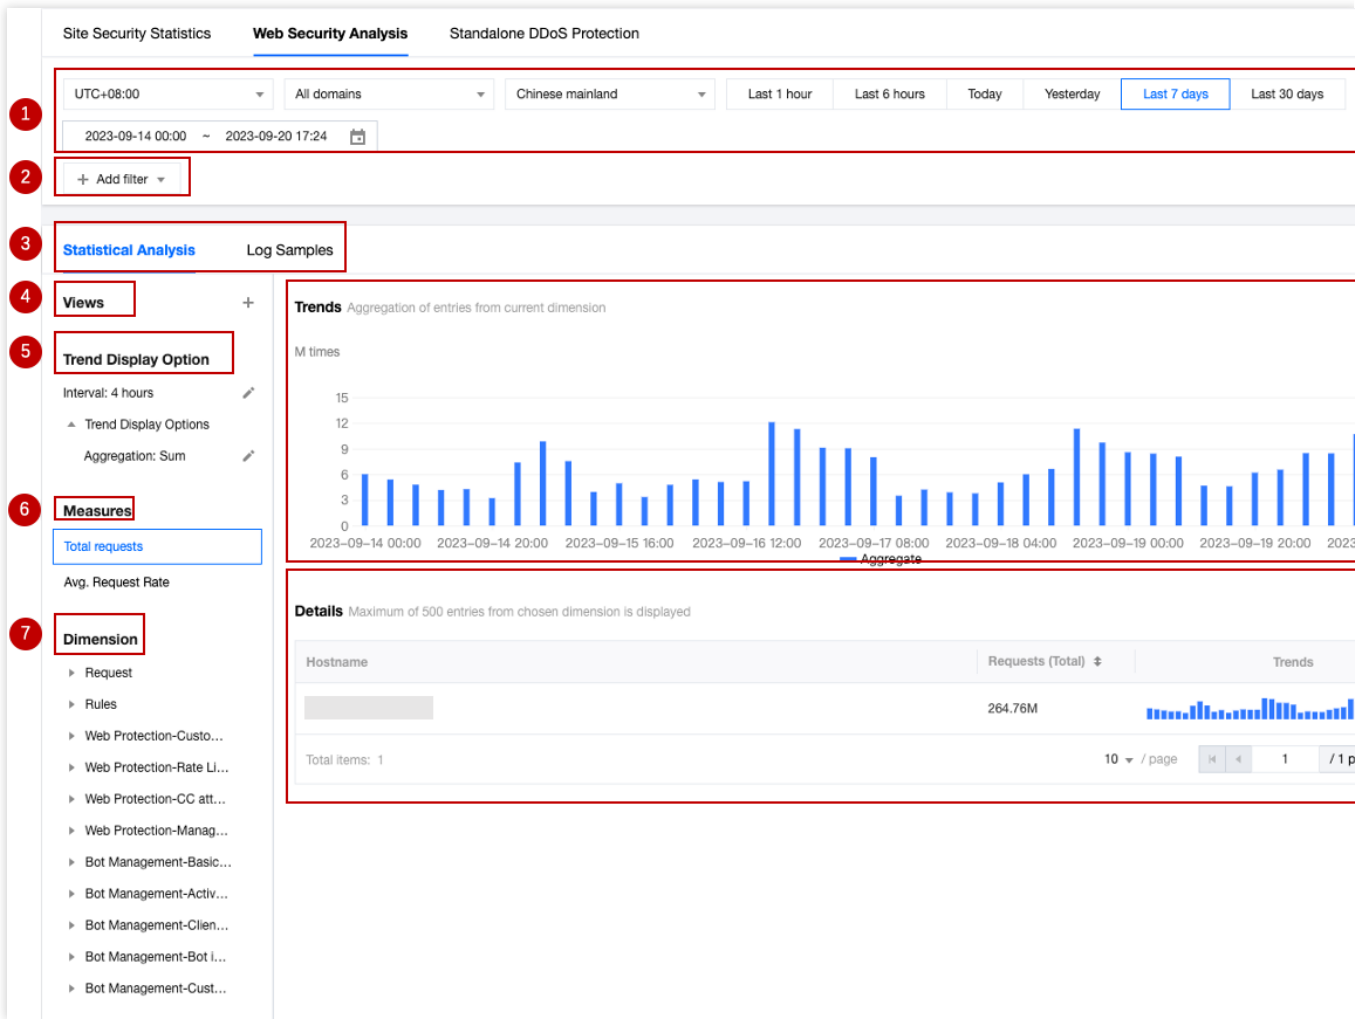 Site Security Statistics Web Security Analysis Standalone DDoS Protection
1
UTC+08:00 All domains Chinese mainland Last 1 hour Last 6 hours Today Yesterday Last 7 days Last 30 days
2023-09-14 00:00 ~ 2023-09-20 17:24
2
+ Add filter
3
Statistical Analysis Log Samples
4
Views +
5
Trend Display Option
Interval: 4 hours
Trend Display Options
Aggregation: Sum
6
Measures
Total requests
Avg. Request Rate
7
Dimension
Request
Rules
Web Protection-Custo...
Web Protection-Rate Li...
Web Protection-CC att...
Web Protection-Manag...
Bot Management-Basic...
Bot Management-Activ...
Bot Management-Clien...
Bot Management-Bot i...
Bot Management-Cust...
Trends Aggregation of entries from current dimension
M times
15
12
9
6
3
0
2023-09-14 00:00 2023-09-14 20:00 2023-09-15 16:00 2023-09-16 12:00 2023-09-17 08:00 2023-09-18 04:00 2023-09-19 00:00 2023-09-19 20:00 2023
Aggregate
Details Maximum of 500 entries from chosen dimension is displayed
Hostname Requests (Total) Trends
264.76M
Total items: 1 10 / page 1 / 1 p